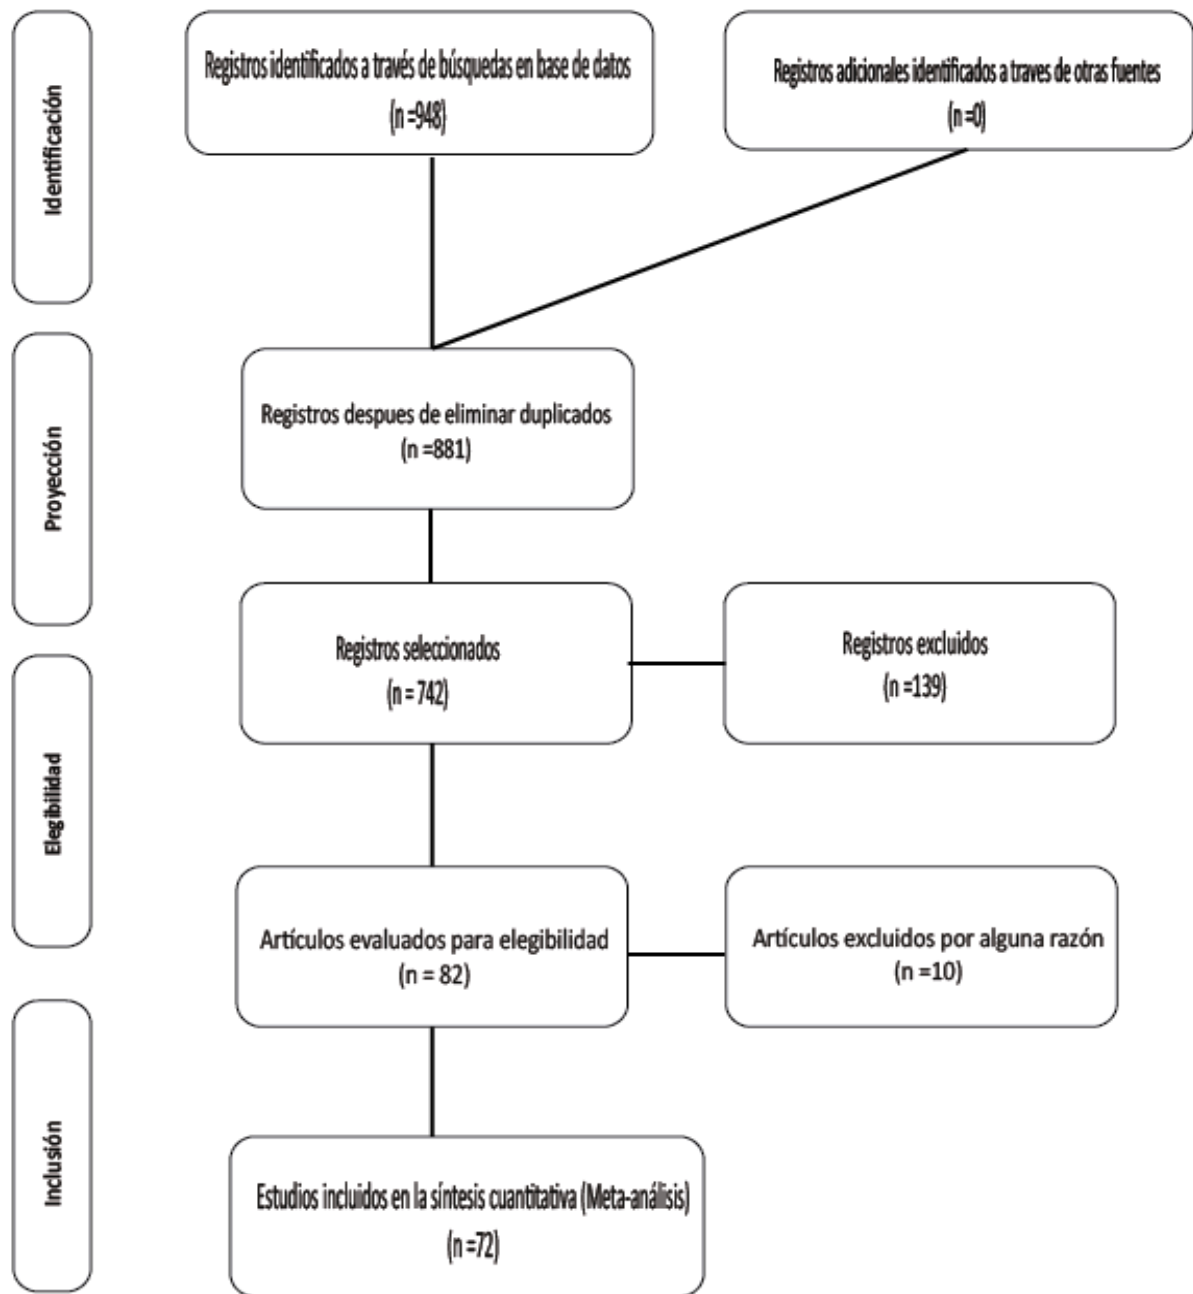 Identificación
Registros identificados a través de búsquedas en base de datos
(n =948)
Registros adicionales identificados a traves de otras fuentes
(n =0)
Proyección
Registros despues de eliminar duplicados
(n =881)
Registros seleccionados
(n = 742)
Registros excluidos
(n =139)
Elegibilidad
Artículos evaluados para elegibilidad
(n = 82)
Artículos excluidos por alguna razón
(n =10)
Inclusión
Estudios incluidos en la síntesis cuantitativa (Meta-análisis)
(n =72)